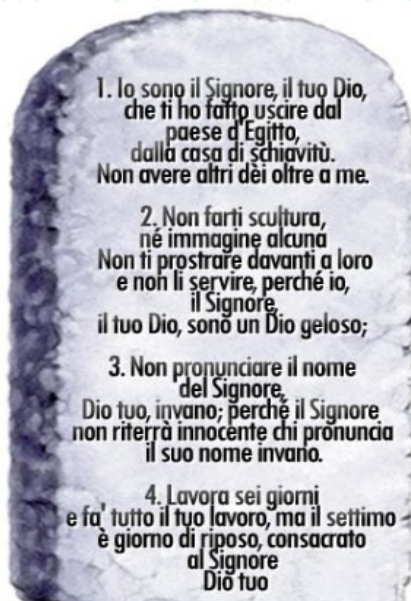 1. Io sono il Signore, il tuo Dio,
che ti ho fatto uscire dal
paese d'Egitto,
dalla casa di schiavitù.
Non avere altri dèi oltre a me.
2. Non farti scultura,
né immagine alcuna
Non ti prostrare davanti a loro
e non li servire, perché io,
il Signore,
il tuo Dio, sono un Dio geloso;
3. Non pronunciare il nome
del Signore,
Dio tuo, invano; perché il Signore
non riterrà innocente chi pronuncia
il suo nome invano.
4. Lavora sei giorni
e fa' tutto il tuo lavoro, ma il settimo
è giorno di riposo, consacrato
al Signore
Dio tuo